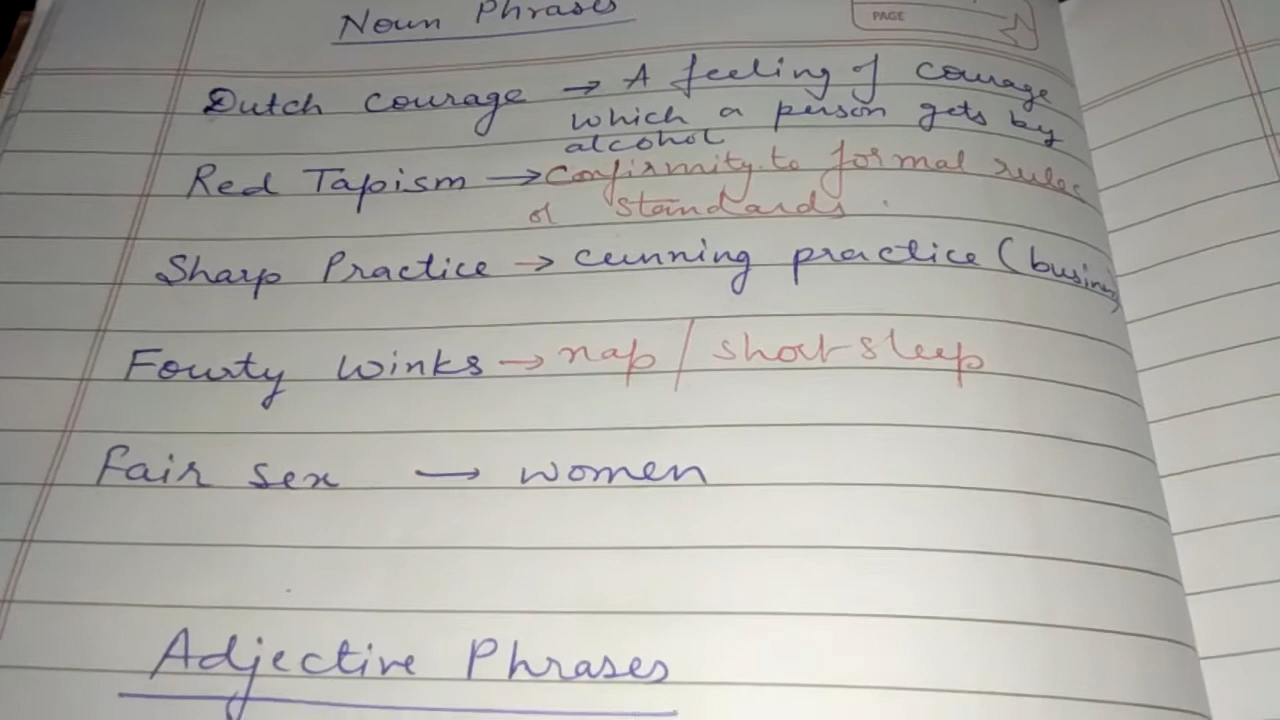 Noun Phrases
PAGE
Dutch courage → A feeling of courage
which a person gets by
alcohol
Red Tapism → Confirmity to formal rules
or standards.
Sharp Practice → cunning practice (business)
Fourty winks → nap / short sleep
Fair sex → women
Adjective Phrases